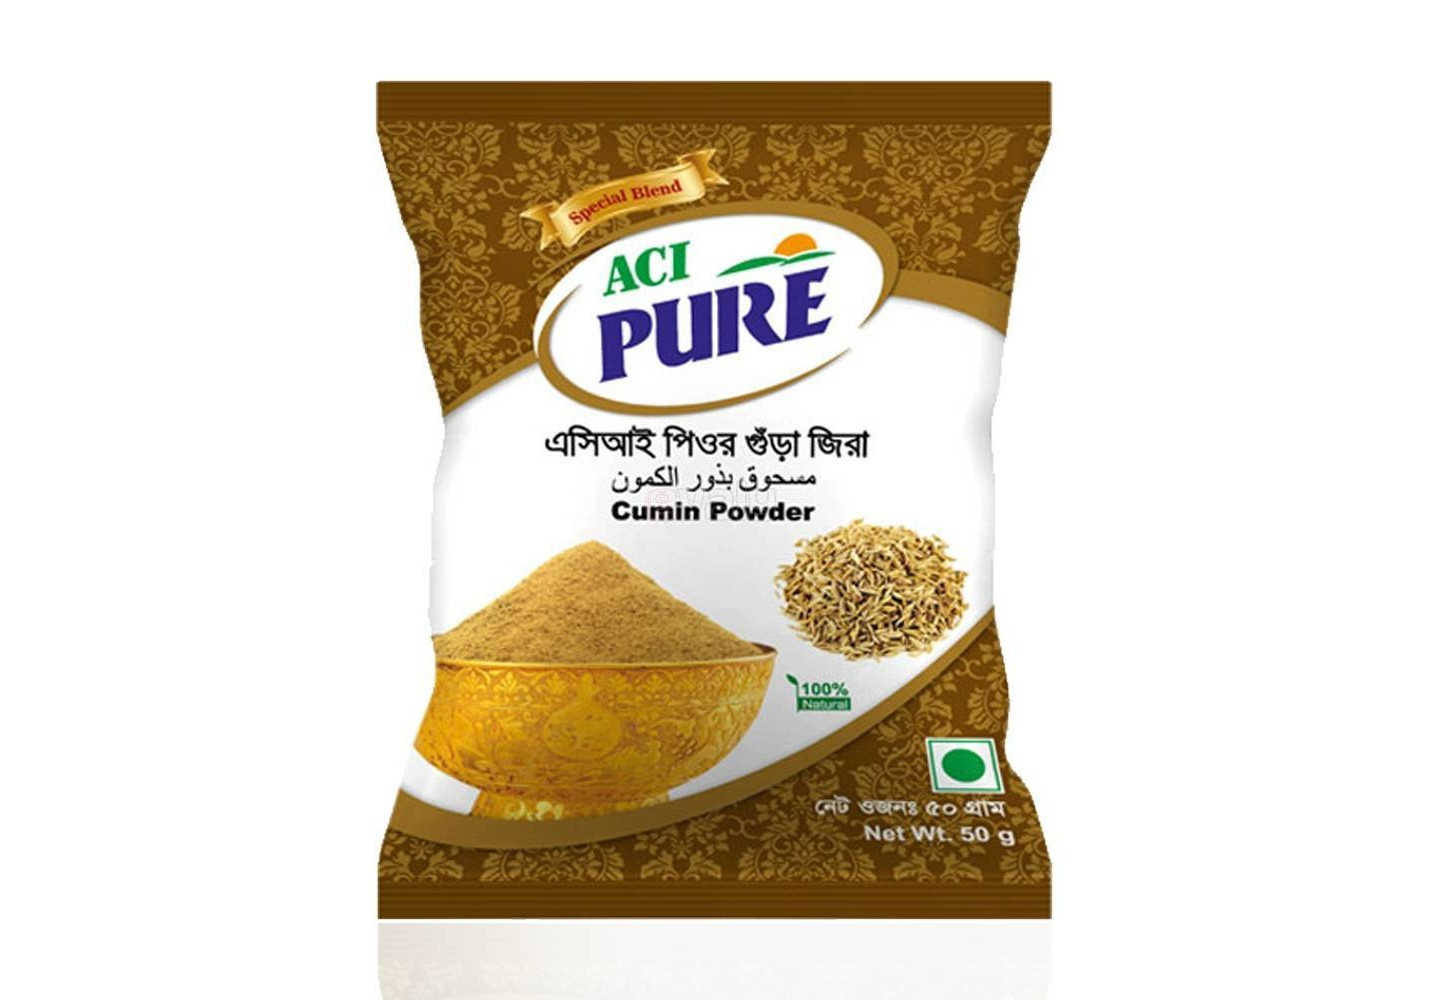 Special Blend
ACI
PURE
এসিআই পিওর গুঁড়া জিরা
مسحوق بذور الكمون
Cumin Powder
100%
Natural
নেট ওজনঃ ৫০ গ্রাম
Net Wt. 50 g